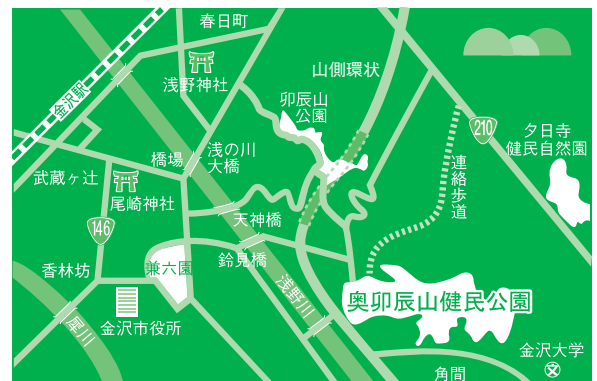 春日町
金沢駅
浅野神社
山側環状
卯辰山
公園
210
夕日寺
健民自然園
浅の川
大橋
橋場
連絡歩道
武蔵ヶ辻
尾崎神社
天神橋
146
鈴見橋
兼六園
香林坊
浅野川
奥卯辰山健民公園
犀川
金沢市役所
金沢大学
角間